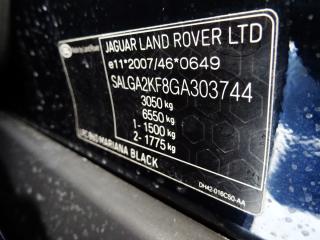 JAGUAR LAND ROVER LTD
e11*2007/46*0649
SALGA2KF8GA303744
3050 kg
6550 kg
1- 1500 kg
2- 1775 kg
MARIANA BLACK
DH42-018C50-AA